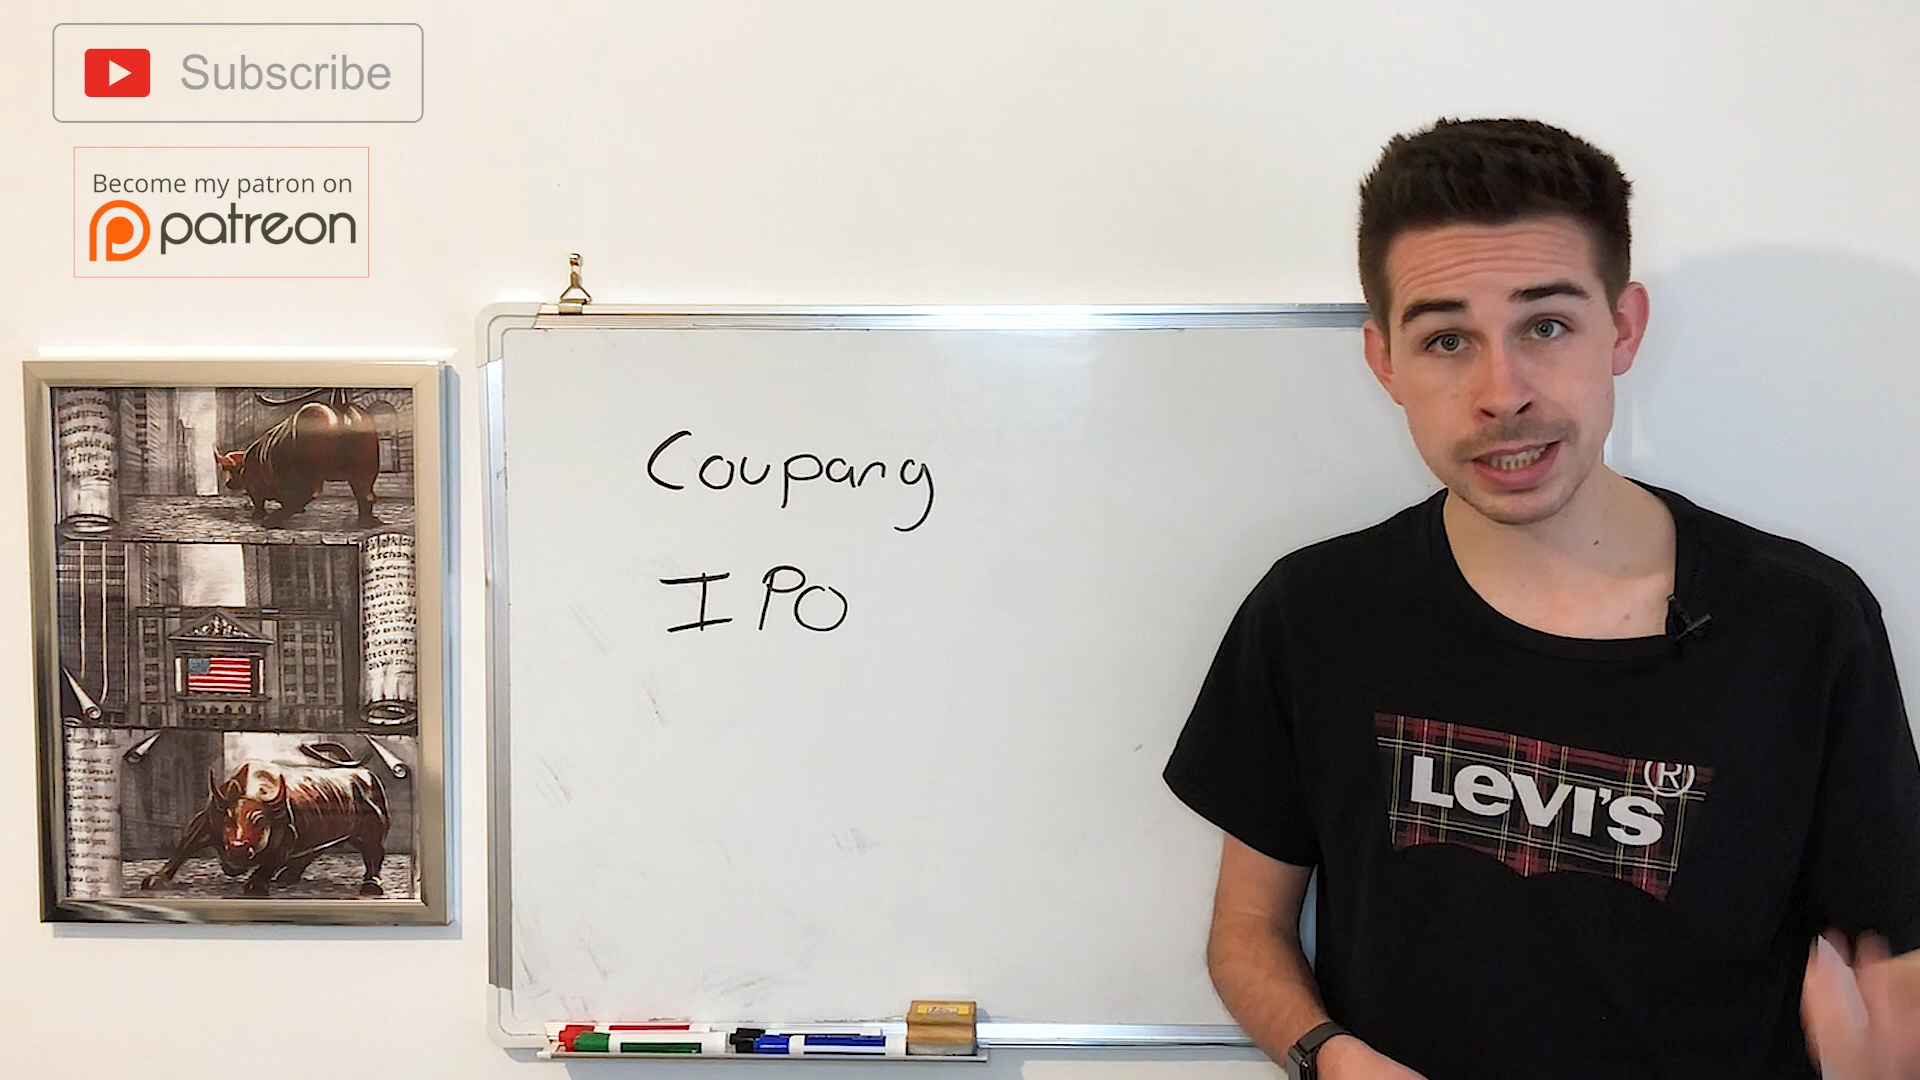 Subscribe
Become my patron on
patreon
Coupang
IPO
LEVI'S®